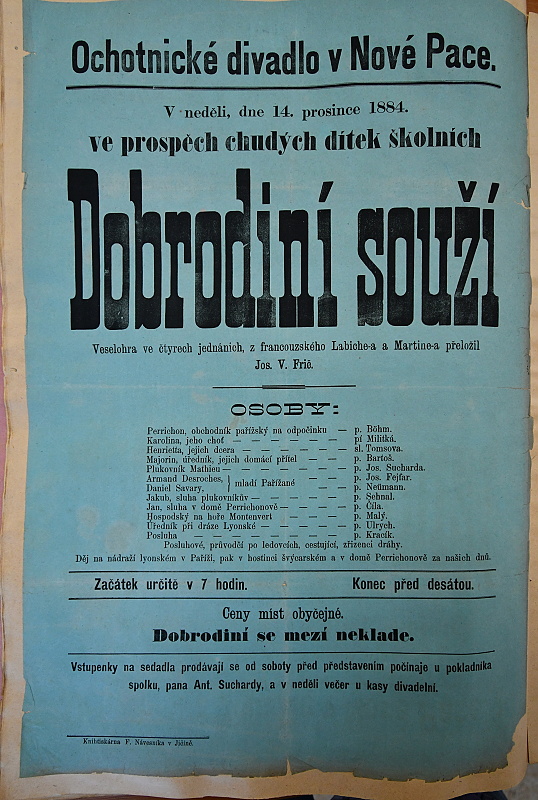 Ochotnické divadlo v Nové Pace.
V neděli, dne 14. prosince 1884.
ve prospěch chudých dítek školních
Dobrodiní souží
Veselohra ve čtyrech jednáních, z francouzského Labiche-a a Martine-a přeložil
Jos. V. Frič.
OSOBY:
Perrichon, obchodník pařížský na odpočinku — p. Böhm.
Karolina, jeho choť — — — — — — pí Militká.
Henrietta, jejich dcera — — — — — sl. Tomsova.
Majorin, úředník, jejich domácí přítel — — p. Bartoš.
Plukovník Mathieu — — — — — — p. Jos. Sucharda.
Armand Desroches, } mladí Pařížané — — p. Jos. Fejfar.
Daniel Savary, — — p. Neümann.
Jakub, sluha plukovníkův — — — — p. Sehnal.
Jan, sluha v domě Perrichonově — — — p. Číla.
Hospodský na hoře Montenvert — — — p. Malý.
Úředník při dráze Lyonské — — — — p. Ulrych.
Posluha — — — — — — — p. Kracík.
Posluhové, průvodčí po ledovcích, cestující, zřízenci dráhy.
Děj na nádraží lyonském v Paříži, pak v hostinci švýcarském a v domě Perrichonově za našich dnů.
Začátek určitě v 7 hodin. Konec před desátou.
Ceny míst obyčejné.
Dobrodiní se mezí neklade.
Vstupenky na sedadla prodávají se od soboty před představením počínaje u pokladníka
spolku, pana Ant. Suchardy, a v neděli večer u kasy divadelní.
Knihtiskárna F. Návesníka v Jičíně.